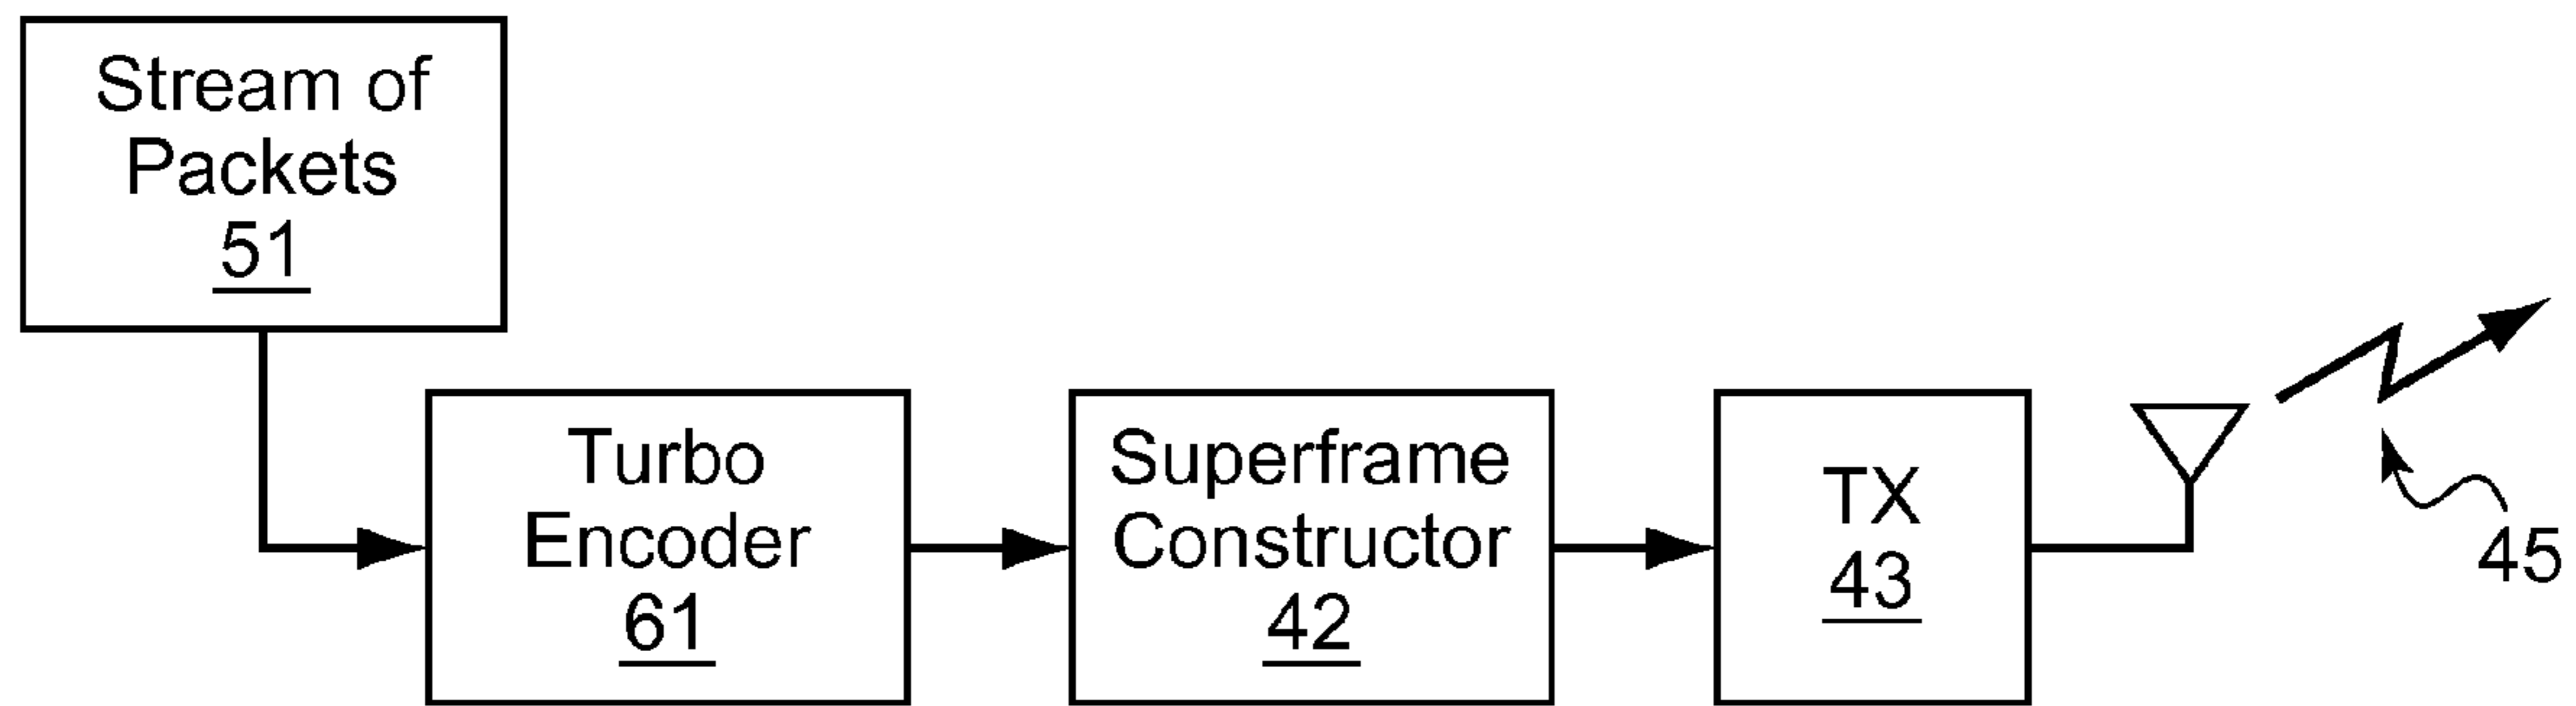 Stream of
Packets
51
Turbo
Encoder
61
Superframe
Constructor
42
TX
43
45